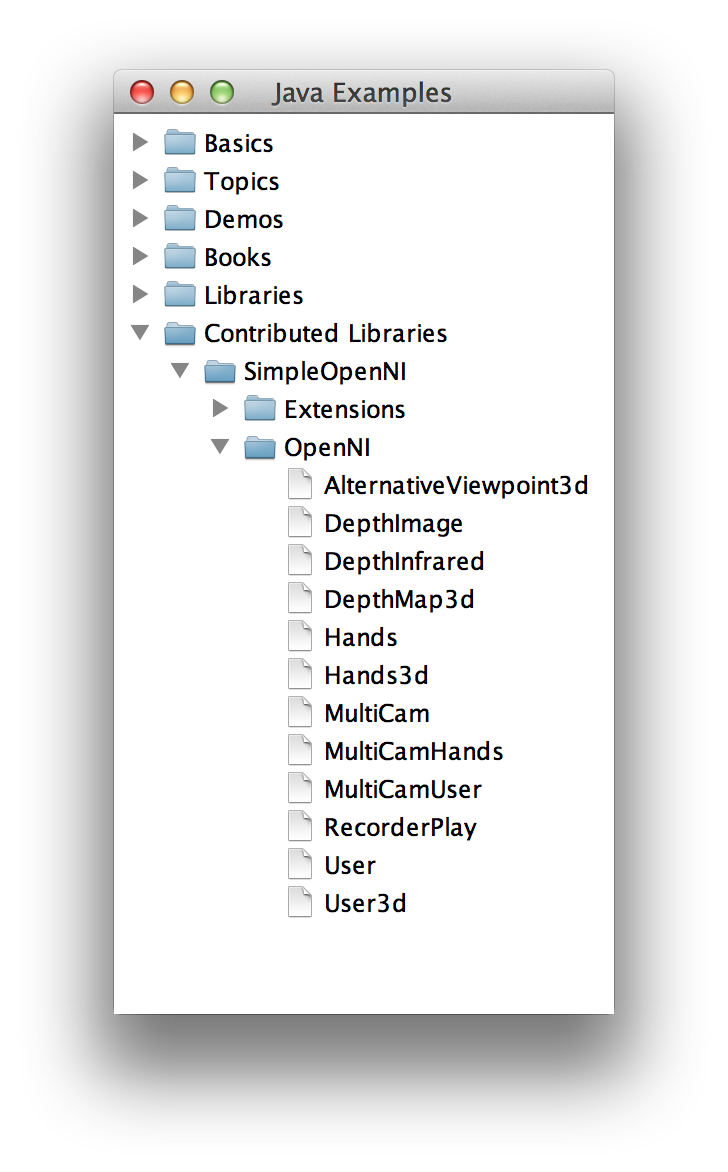 Java Examples
Basics
Topics
Demos
Books
Libraries
Contributed Libraries
SimpleOpenNI
Extensions
OpenNI
AlternativeViewpoint3d
DepthImage
DepthInfrared
DepthMap3d
Hands
Hands3d
MultiCam
MultiCamHands
MultiCamUser
RecorderPlay
User
User3d